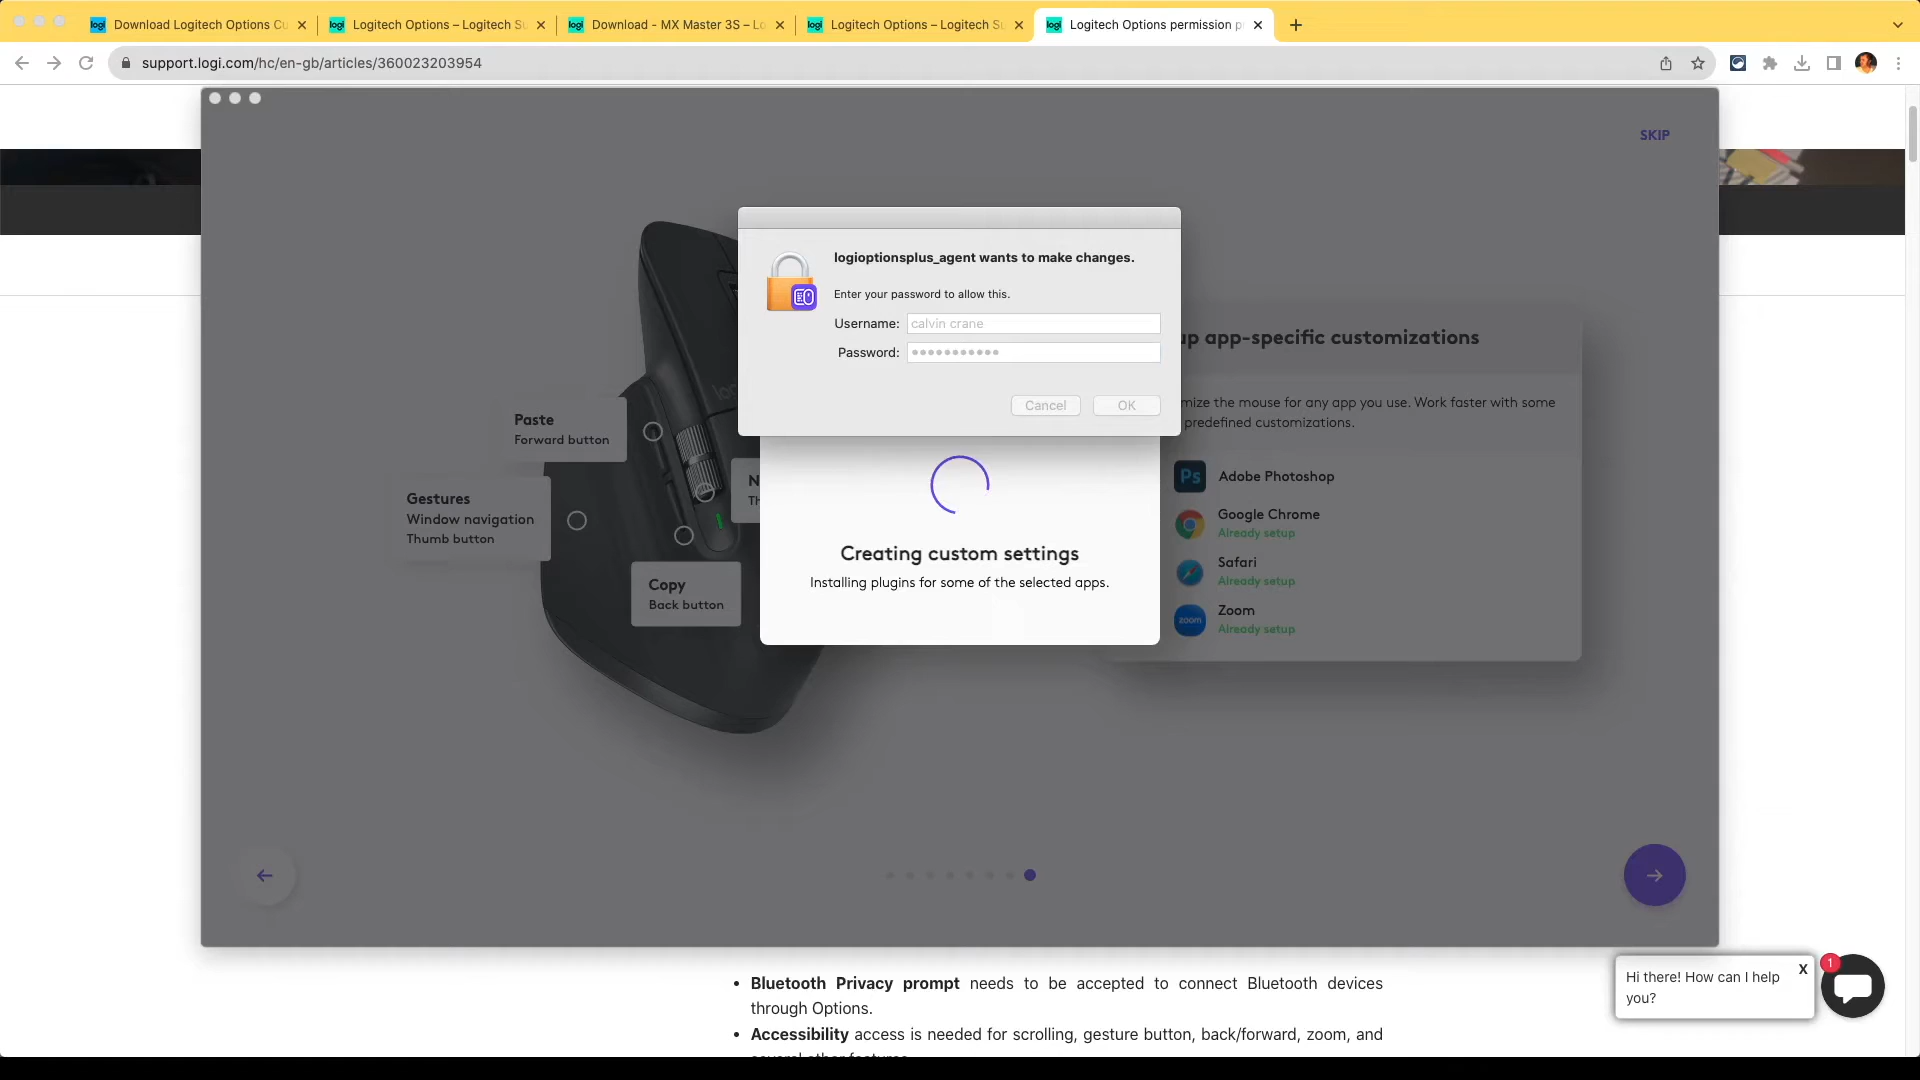 Download Logitech Options Cu
Logitech Options – Logitech Su
Download - MX Master 3S – Lo
Logitech Options – Logitech Su
Logitech Options permission p
support.logi.com/hc/en-gb/articles/360023203954
SKIP
logioptionsplus_agent wants to make changes.
Enter your password to allow this.
Username: calvin crane
Password:
Cancel
OK
up app-specific customizations
mize the mouse for any app you use. Work faster with some
predefined customizations.
Paste
Forward button
Gestures
Window navigation
Thumb button
N
Th
Copy
Back button
Creating custom settings
Installing plugins for some of the selected apps.
Ps
Adobe Photoshop
Google Chrome
Already setup
Safari
Already setup
zoom
Zoom
Already setup
• Bluetooth Privacy prompt needs to be accepted to connect Bluetooth devices
through Options.
• Accessibility access is needed for scrolling, gesture button, back/forward, zoom, and
Hi there! How can I help
you?
X
1